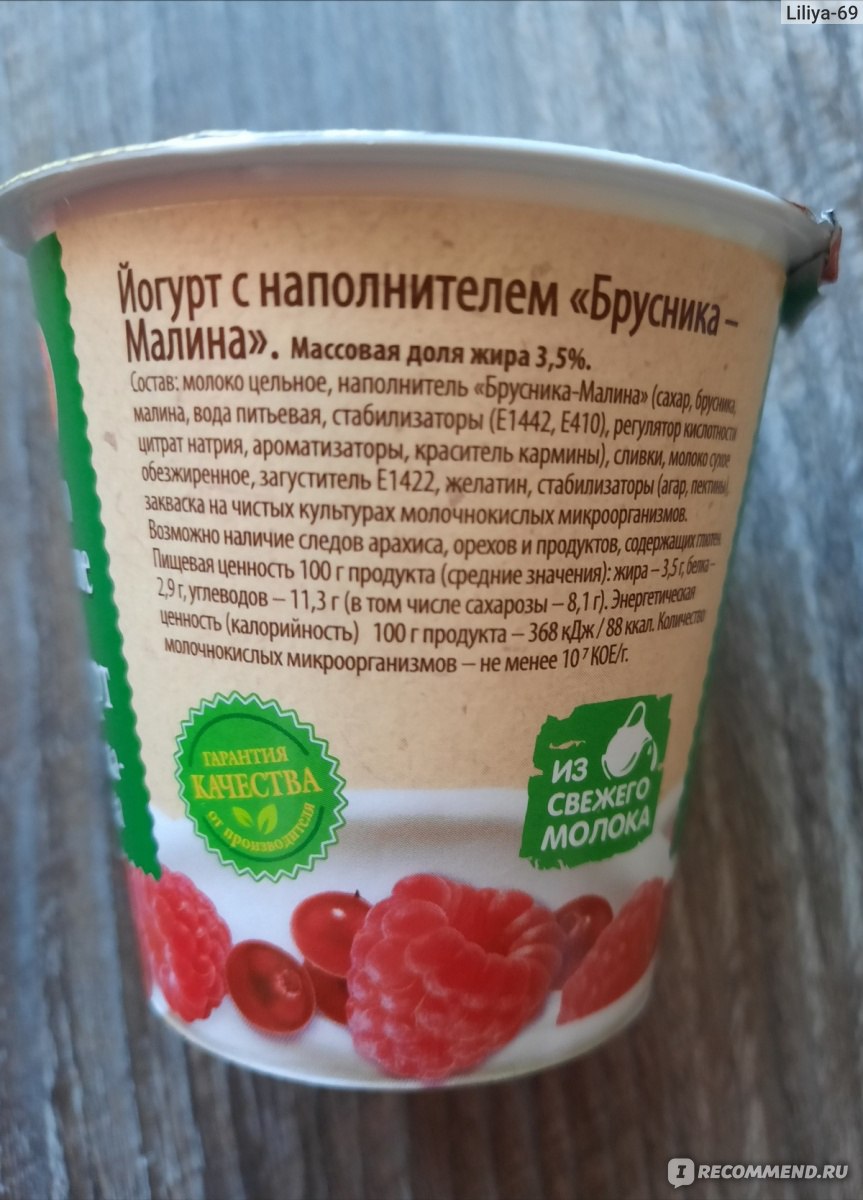 Liliya-69
Йогурт с наполнителем «Брусника –
Малина». Массовая доля жира 3,5%.
Состав: молоко цельное, наполнитель «Брусника-Малина» (сахар, брусника,
малина, вода питьевая, стабилизаторы (Е1442, Е410), регулятор кислотности
цитрат натрия, ароматизаторы, краситель кармины), сливки, молоко сухое
обезжиренное, загуститель Е1422, желатин, стабилизаторы (агар, пектины),
закваска на чистых культурах молочнокислых микроорганизмов.
Возможно наличие следов арахиса, орехов и продуктов, содержащих глютен.
Пищевая ценность 100 г продукта (средние значения): жира – 3,5 г, белка –
2,9 г, углеводов – 11,3 г (в том числе сахарозы – 8,1 г). Энергетическая
ценность (калорийность) 100 г продукта – 368 кДж / 88 ккал. Количество
молочнокислых микроорганизмов – не менее 10⁷ КОЕ/г.
ГАРАНТИЯ
КАЧЕСТВА
от производителя
ИЗ
СВЕЖЕГО
МОЛОКА
IRECOMMEND.RU